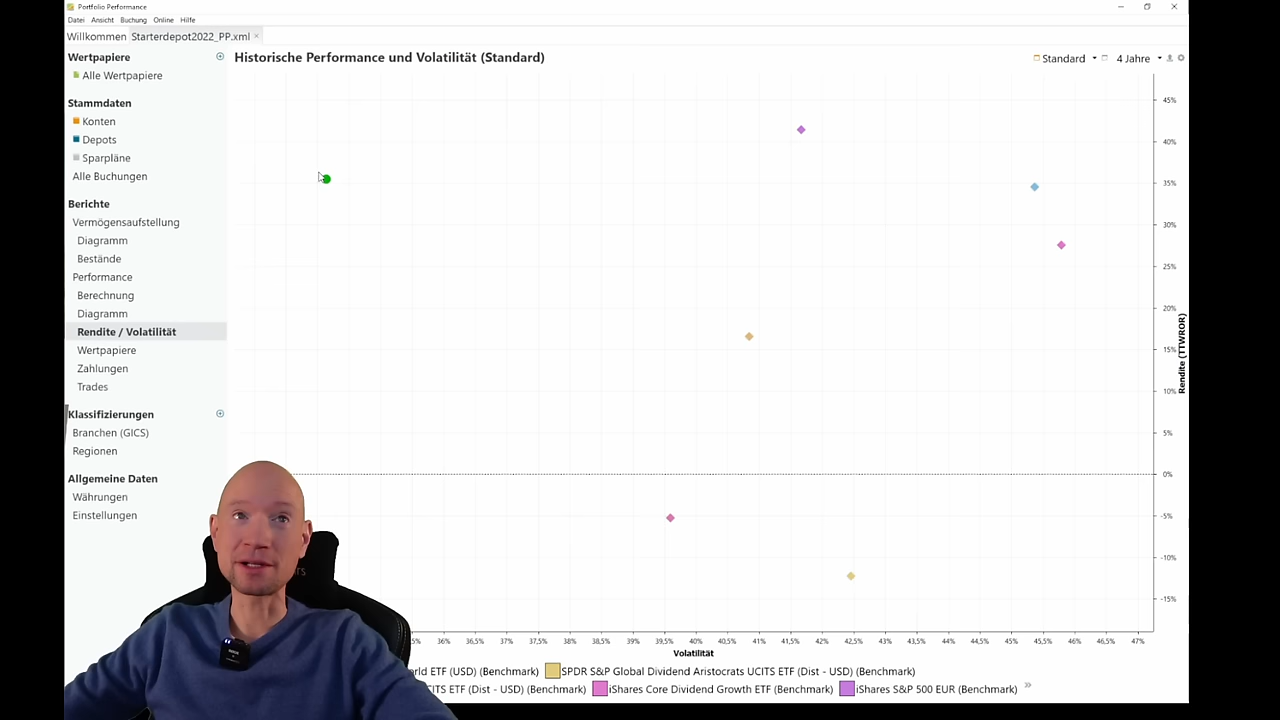 Portfolio Performance
Datei Ansicht Buchung Online Hilfe
Willkommen Starterdepot2022_PP.xml
Wertpapiere
Alle Wertpapiere
Stammdaten
Konten
Depots
Sparpläne
Alle Buchungen
Berichte
Vermögensaufstellung
Diagramm
Bestände
Performance
Berechnung
Diagramm
Rendite / Volatilität
Wertpapiere
Zahlungen
Trades
Klassifizierungen
Branchen (GICS)
Regionen
Allgemeine Daten
Währungen
Einstellungen
Historische Performance und Volatilität (Standard)
Standard
4 Jahre
45%
40%
35%
30%
25%
20%
15%
10%
5%
0%
-5%
-10%
-15%
Rendite (TTWROR)
5,5% 36% 36,5% 37% 37,5% 38% 38,5% 39% 39,5% 40% 40,5% 41% 41,5% 42% 42,5% 43% 43,5% 44% 44,5% 45% 45,5% 46% 46,5% 47%
Volatilität
ETF (USD) (Benchmark) SPDR S&P Global Dividend Aristocrats UCITS ETF (Dist - USD) (Benchmark)
ETF (Dist - USD) (Benchmark) iShares Core Dividend Growth ETF (Benchmark) iShares S&P 500 EUR (Benchmark)